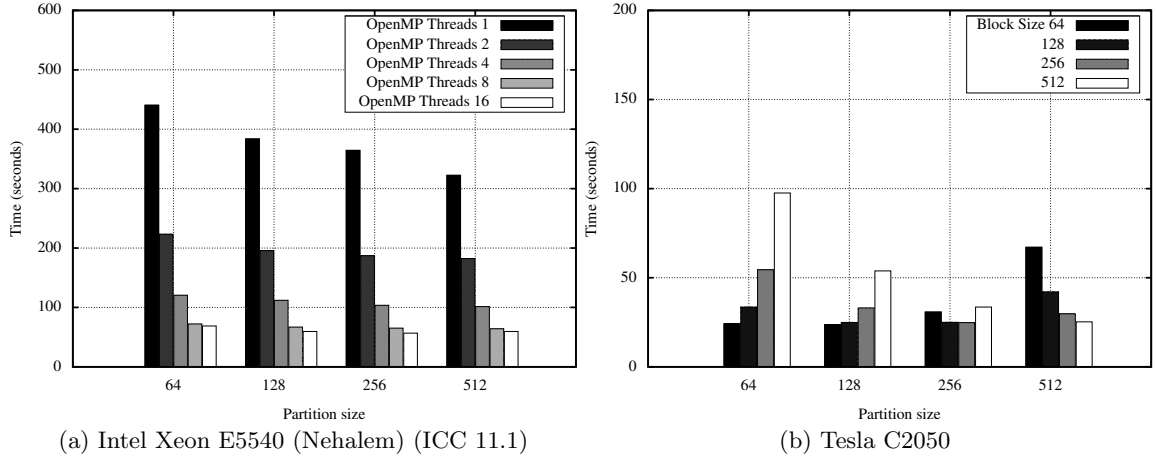 600
500
400
300
200
100
0
Time (seconds)
OpenMP Threads 1
OpenMP Threads 2
OpenMP Threads 4
OpenMP Threads 8
OpenMP Threads 16
64 128 256 512
Partition size
(a) Intel Xeon E5540 (Nehalem) (ICC 11.1)
200
150
100
50
0
Time (seconds)
Block Size 64
128
256
512
64 128 256 512
Partition size
(b) Tesla C2050